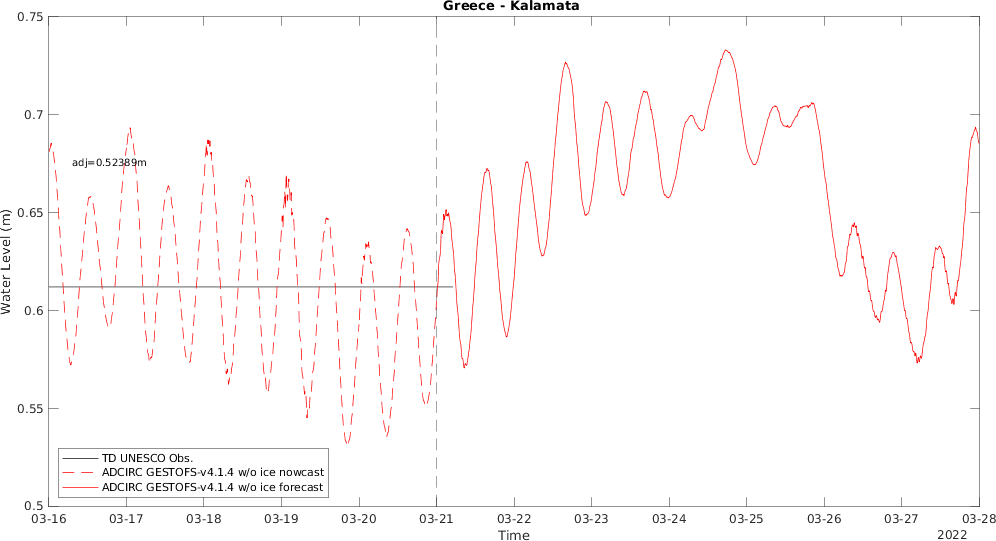 Greece - Kalamata
0.75
0.7
0.65
0.6
0.55
0.5
Water Level (m)
adj=0.52389m
TD UNESCO Obs.
ADCIRC GESTOFS-v4.1.4 w/o ice nowcast
ADCIRC GESTOFS-v4.1.4 w/o ice forecast
03-16 03-17 03-18 03-19 03-20 03-21 03-22 03-23 03-24 03-25 03-26 03-27 03-28
Time
2022